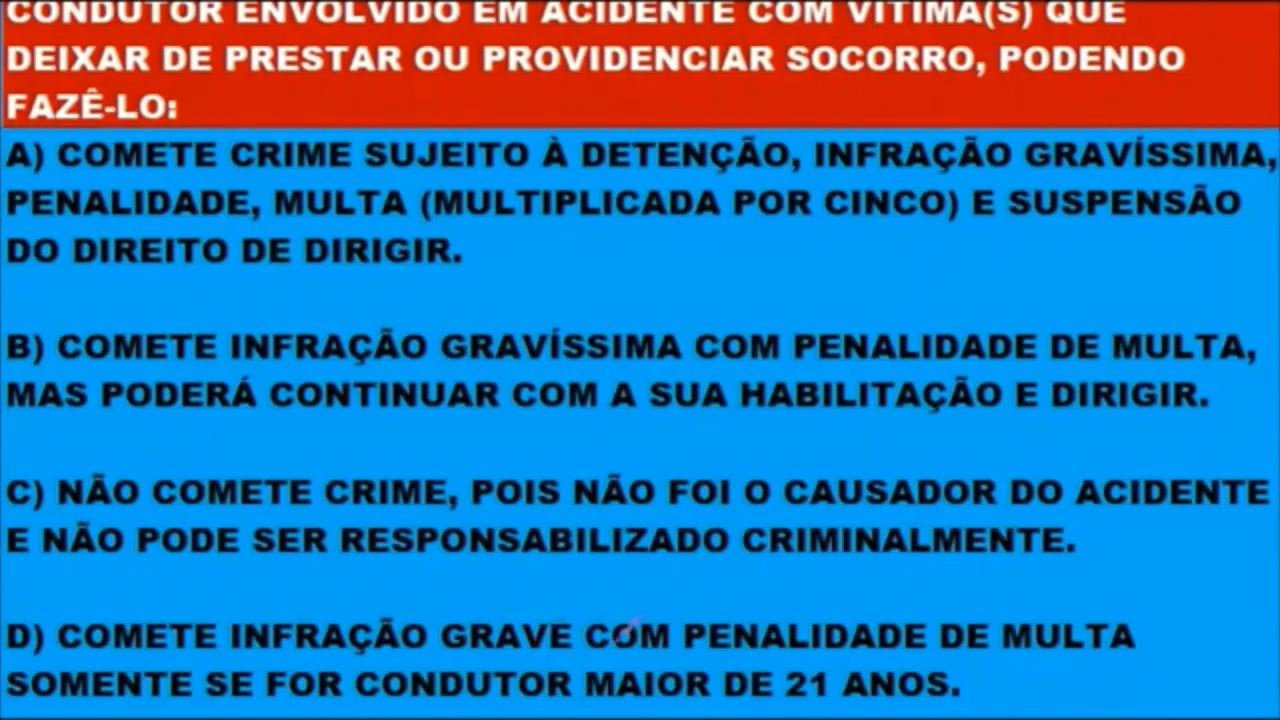 CONDUTOR ENVOLVIDO EM ACIDENTE COM VÍTIMA(S) QUE
DEIXAR DE PRESTAR OU PROVIDENCIAR SOCORRO, PODENDO
FAZÊ-LO:
A) COMETE CRIME SUJEITO À DETENÇÃO, INFRAÇÃO GRAVÍSSIMA,
PENALIDADE, MULTA (MULTIPLICADA POR CINCO) E SUSPENSÃO
DO DIREITO DE DIRIGIR.
B) COMETE INFRAÇÃO GRAVÍSSIMA COM PENALIDADE DE MULTA,
MAS PODERÁ CONTINUAR COM A SUA HABILITAÇÃO E DIRIGIR.
C) NÃO COMETE CRIME, POIS NÃO FOI O CAUSADOR DO ACIDENTE
E NÃO PODE SER RESPONSABILIZADO CRIMINALMENTE.
D) COMETE INFRAÇÃO GRAVE COM PENALIDADE DE MULTA
SOMENTE SE FOR CONDUTOR MAIOR DE 21 ANOS.